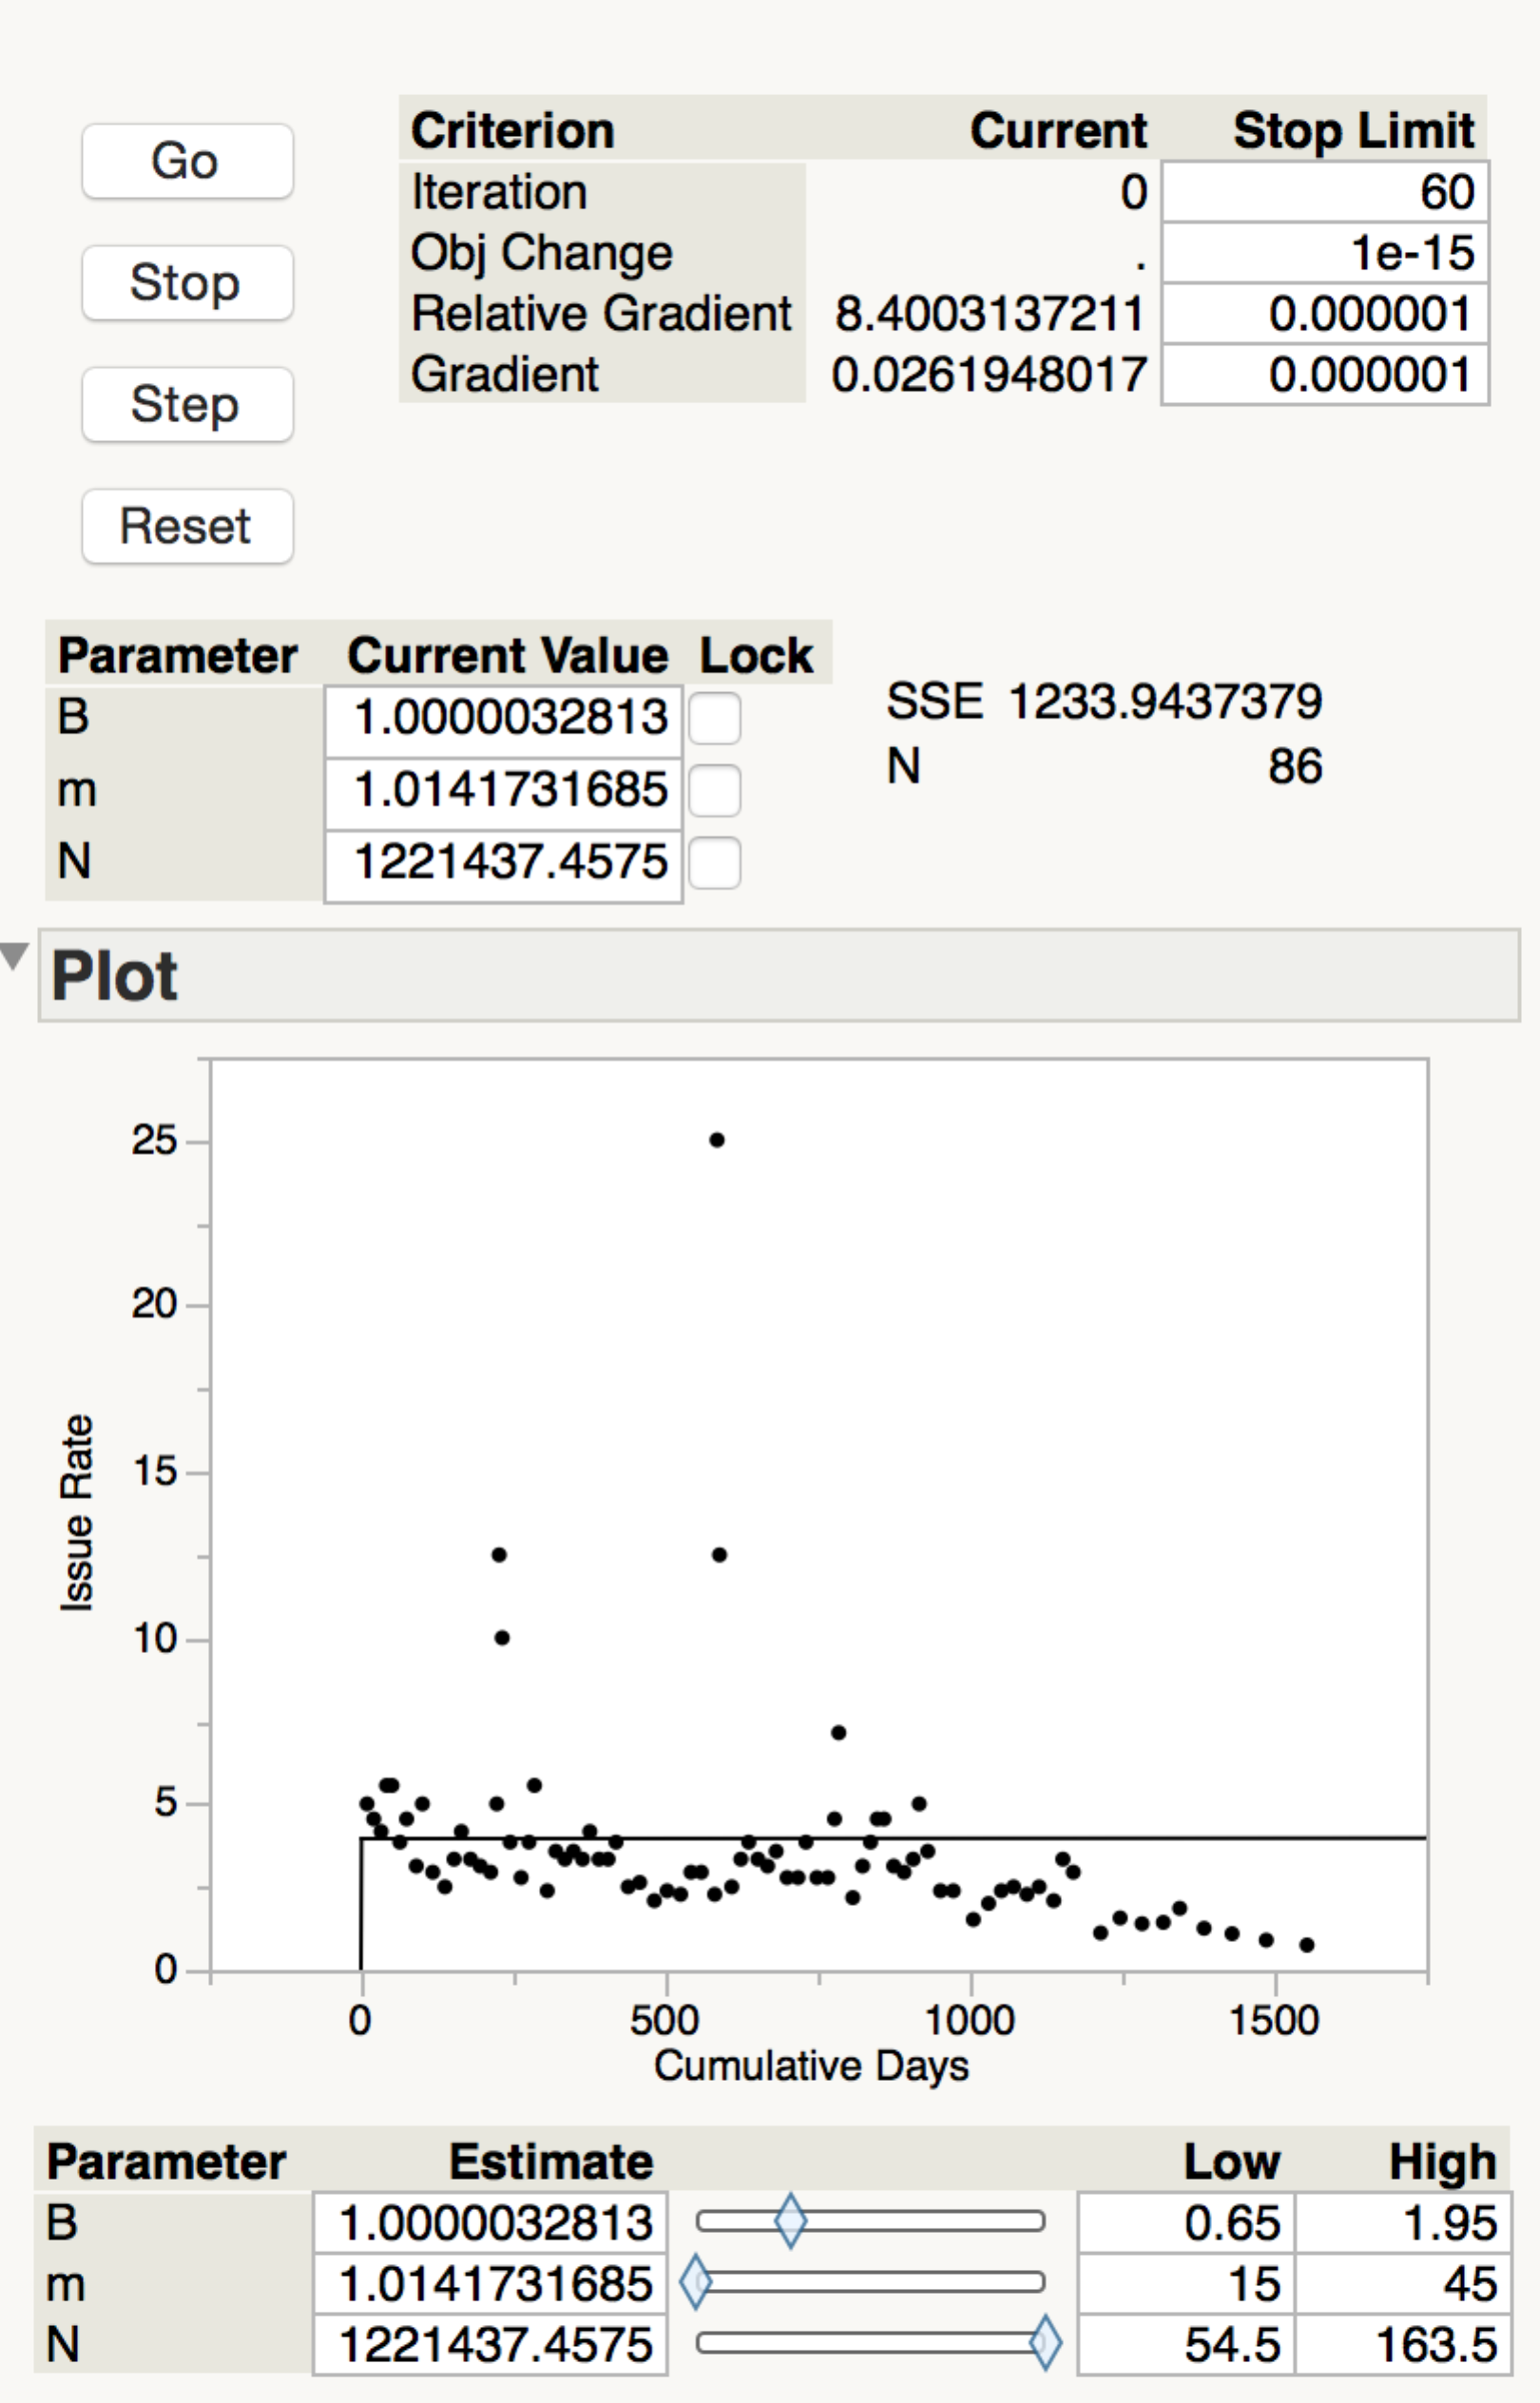 Go
Stop
Step
Reset
Criterion Current Stop Limit
Iteration 0 60
Obj Change . 1e-15
Relative Gradient 8.4003137211 0.000001
Gradient 0.0261948017 0.000001
Parameter Current Value Lock
B 1.0000032813
m 1.0141731685
N 1221437.4575
SSE 1233.9437379
N 86
Plot
25
20
15
10
5
0
Issue Rate
0 500 1000 1500
Cumulative Days
Parameter Estimate Low High
B 1.0000032813 0.65 1.95
m 1.0141731685 15 45
N 1221437.4575 54.5 163.5